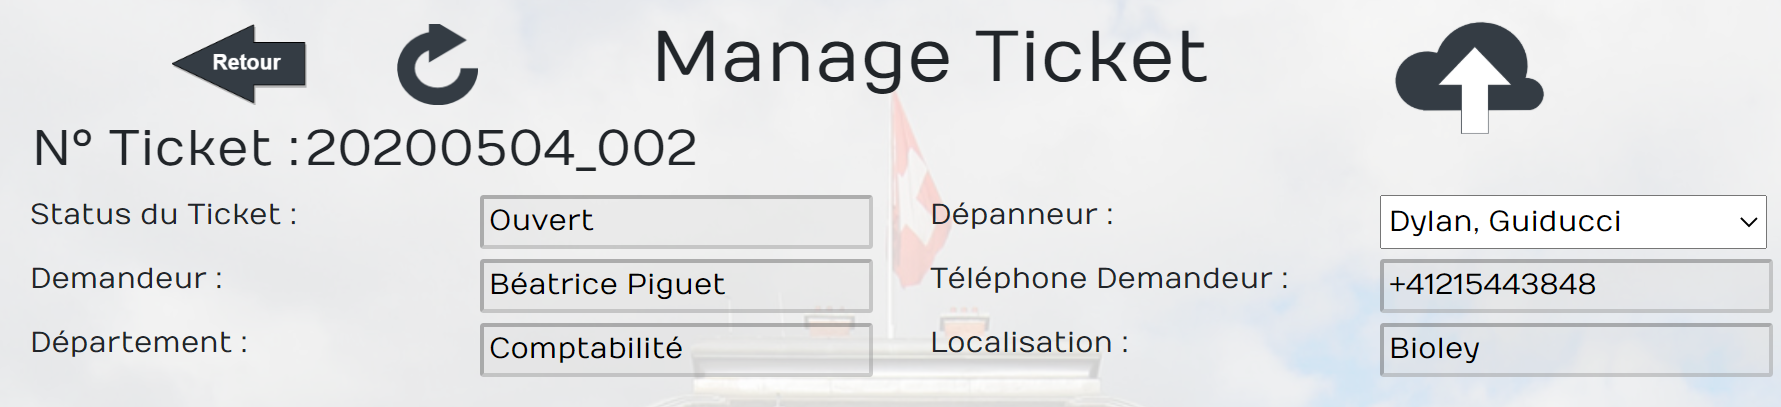 Retour
Manage Ticket
N° Ticket :20200504_002
Status du Ticket : Ouvert Dépanneur : Dylan, Guiducci
Demandeur : Béatrice Piguet Téléphone Demandeur : +41215443848
Département : Comptabilité Localisation : Bioley